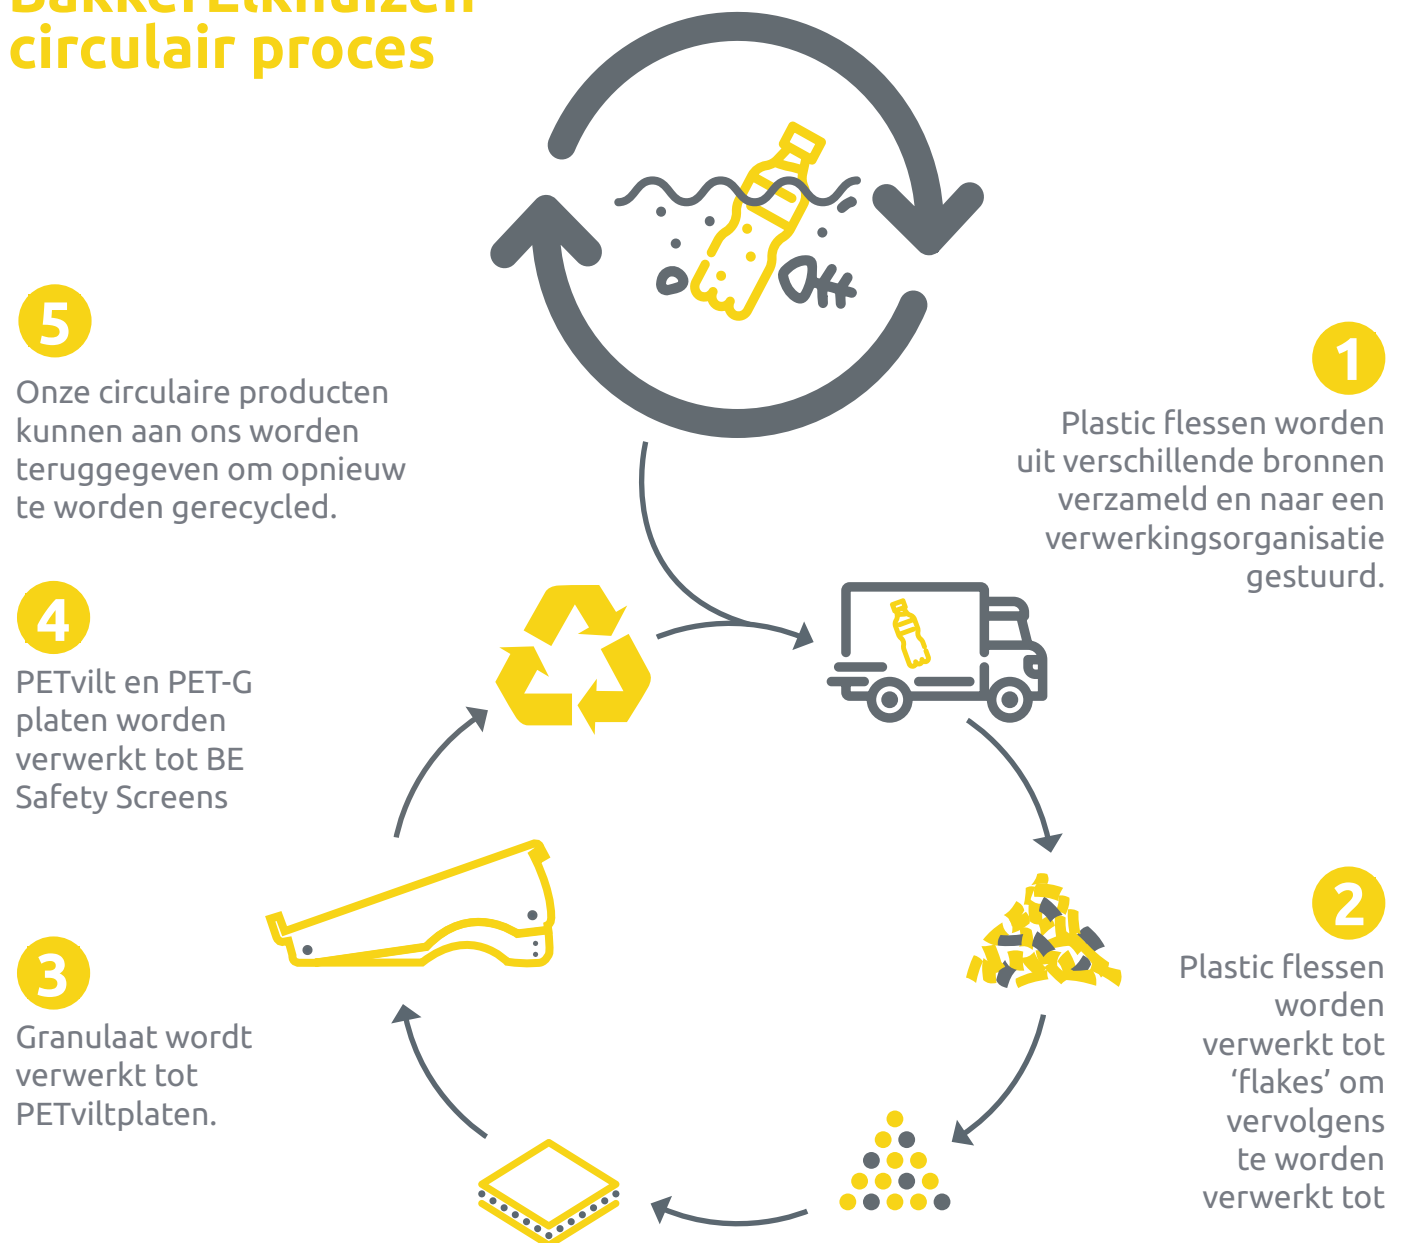 BakkerElkhuizen
circulair proces
1
Plastic flessen worden
uit verschillende bronnen
verzameld en naar een
verwerkingsorganisatie
gestuurd.
2
Plastic flessen
worden
verwerkt tot
‘flakes’ om
vervolgens
te worden
verwerkt tot
3
Granulaat wordt
verwerkt tot
PETviltplaten.
4
PETvilt en PET-G
platen worden
verwerkt tot BE
Safety Screens
5
Onze circulaire producten
kunnen aan ons worden
teruggegeven om opnieuw
te worden gerecycled.